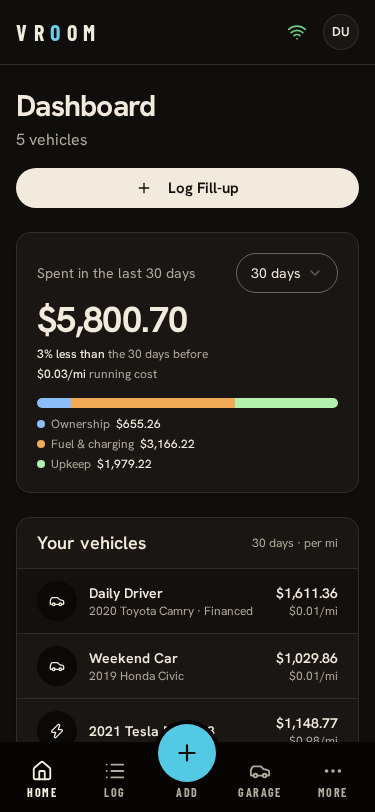 VROOM
DU
Dashboard
5 vehicles
+ Log Fill-up
Spent in the last 30 days
30 days
$5,800.70
3% less than the 30 days before
$0.03/mi running cost
Ownership $655.26
Fuel & charging $3,166.22
Upkeep $1,979.22
Your vehicles
30 days · per mi
Daily Driver
$1,611.36
2020 Toyota Camry · Financed
$0.01/mi
Weekend Car
$1,029.86
2019 Honda Civic
$0.01/mi
2021 Tesla 3
$1,148.77
$0.98/mi
HOME
LOG
ADD
GARAGE
MORE